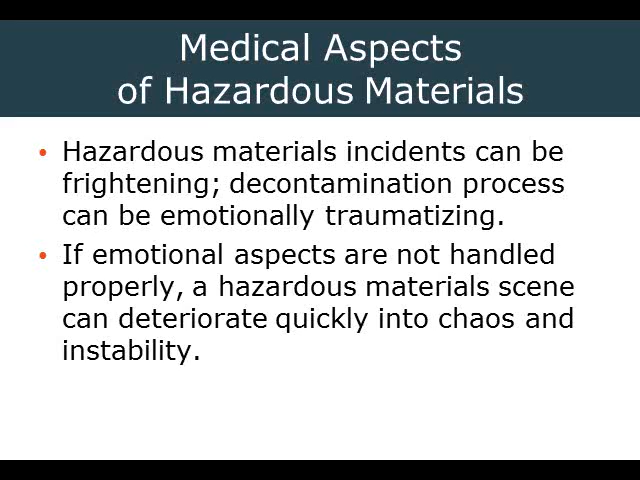 Medical Aspects
of Hazardous Materials
• Hazardous materials incidents can be
frightening; decontamination process
can be emotionally traumatizing.
• If emotional aspects are not handled
properly, a hazardous materials scene
can deteriorate quickly into chaos and
instability.